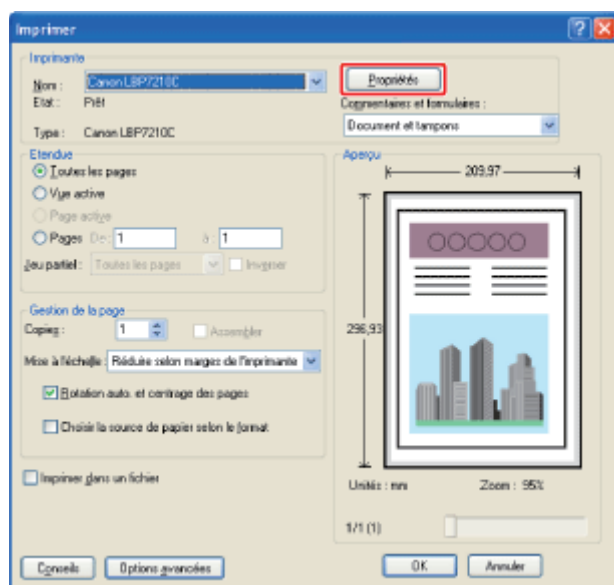 Imprimer
Imprimante
Nom : Canon LBP7210C
Propriétés
Etat : Prêt
Commentaires et formulaires :
Type : Canon LBP7210C
Document et tampons
Etendue
Toutes les pages
Vue active
Page active
Pages De : 1 à : 1
Jeu partiel : Toutes les pages Inverser
Aperçu
209,97
296,93
Gestion de la page
Copies : 1 Assembler
Mise à l'échelle : Réduire selon marges de l'imprimante
Rotation auto. et centrage des pages
Choisir la source de papier selon le format
Imprimer dans un fichier
Unités : mm Zoom : 95%
1/1 (1)
Conseils Options avancées OK Annuler